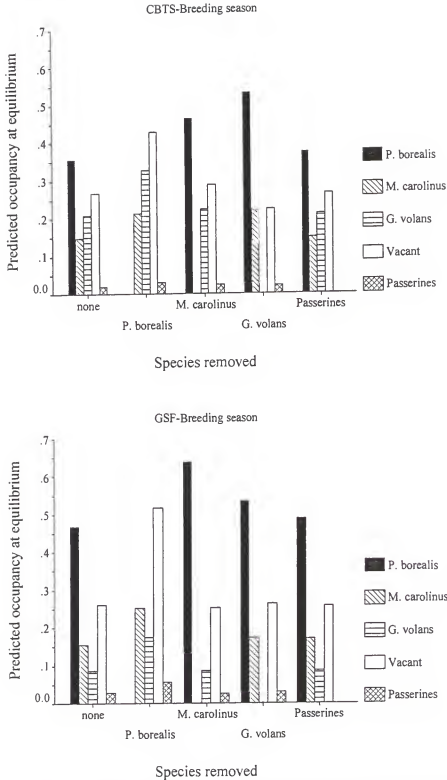 CBTS-Breeding season
Predicted occupancy at equilibrium
.7
.6
.5
.4
.3
.2
.1
0.0
none
M. carolinus
Passerines
P. borealis
G. volans
Species removed
P. borealis
M. carolinus
G. volans
Vacant
Passerines
GSF-Breeding season
Predicted occupancy at equilibrium
.7
.6
.5
.4
.3
.2
.1
0.0
none
M. carolinus
Passerines
P. borealis
G. volans
Species removed
P. borealis
M. carolinus
G. volans
Vacant
Passerines